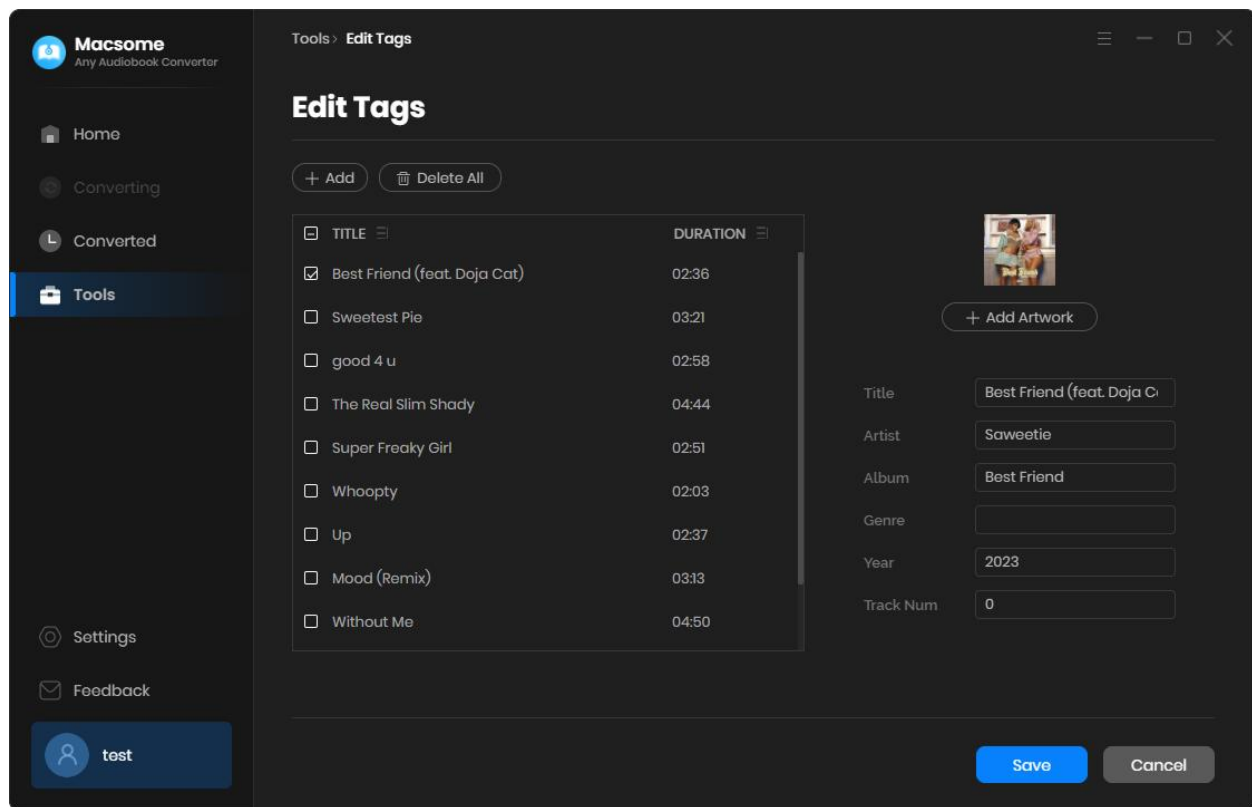 Macsome
Any Audiobook Converter
Home
Converting
Converted
Tools
Settings
Feedback
test
Tools > Edit Tags
Edit Tags
+ Add
Delete All
TITLE DURATION
Best Friend (feat. Doja Cat) 02:36
Sweetest Pie 03:21
good 4 u 02:58
The Real Slim Shady 04:44
Super Freaky Girl 02:51
Whoopty 02:03
Up 02:37
Mood (Remix) 03:13
Without Me 04:50
Best Friend
+ Add Artwork
Title Best Friend (feat. Doja C
Artist Saweetie
Album Best Friend
Genre
Year 2023
Track Num 0
Save
Cancel